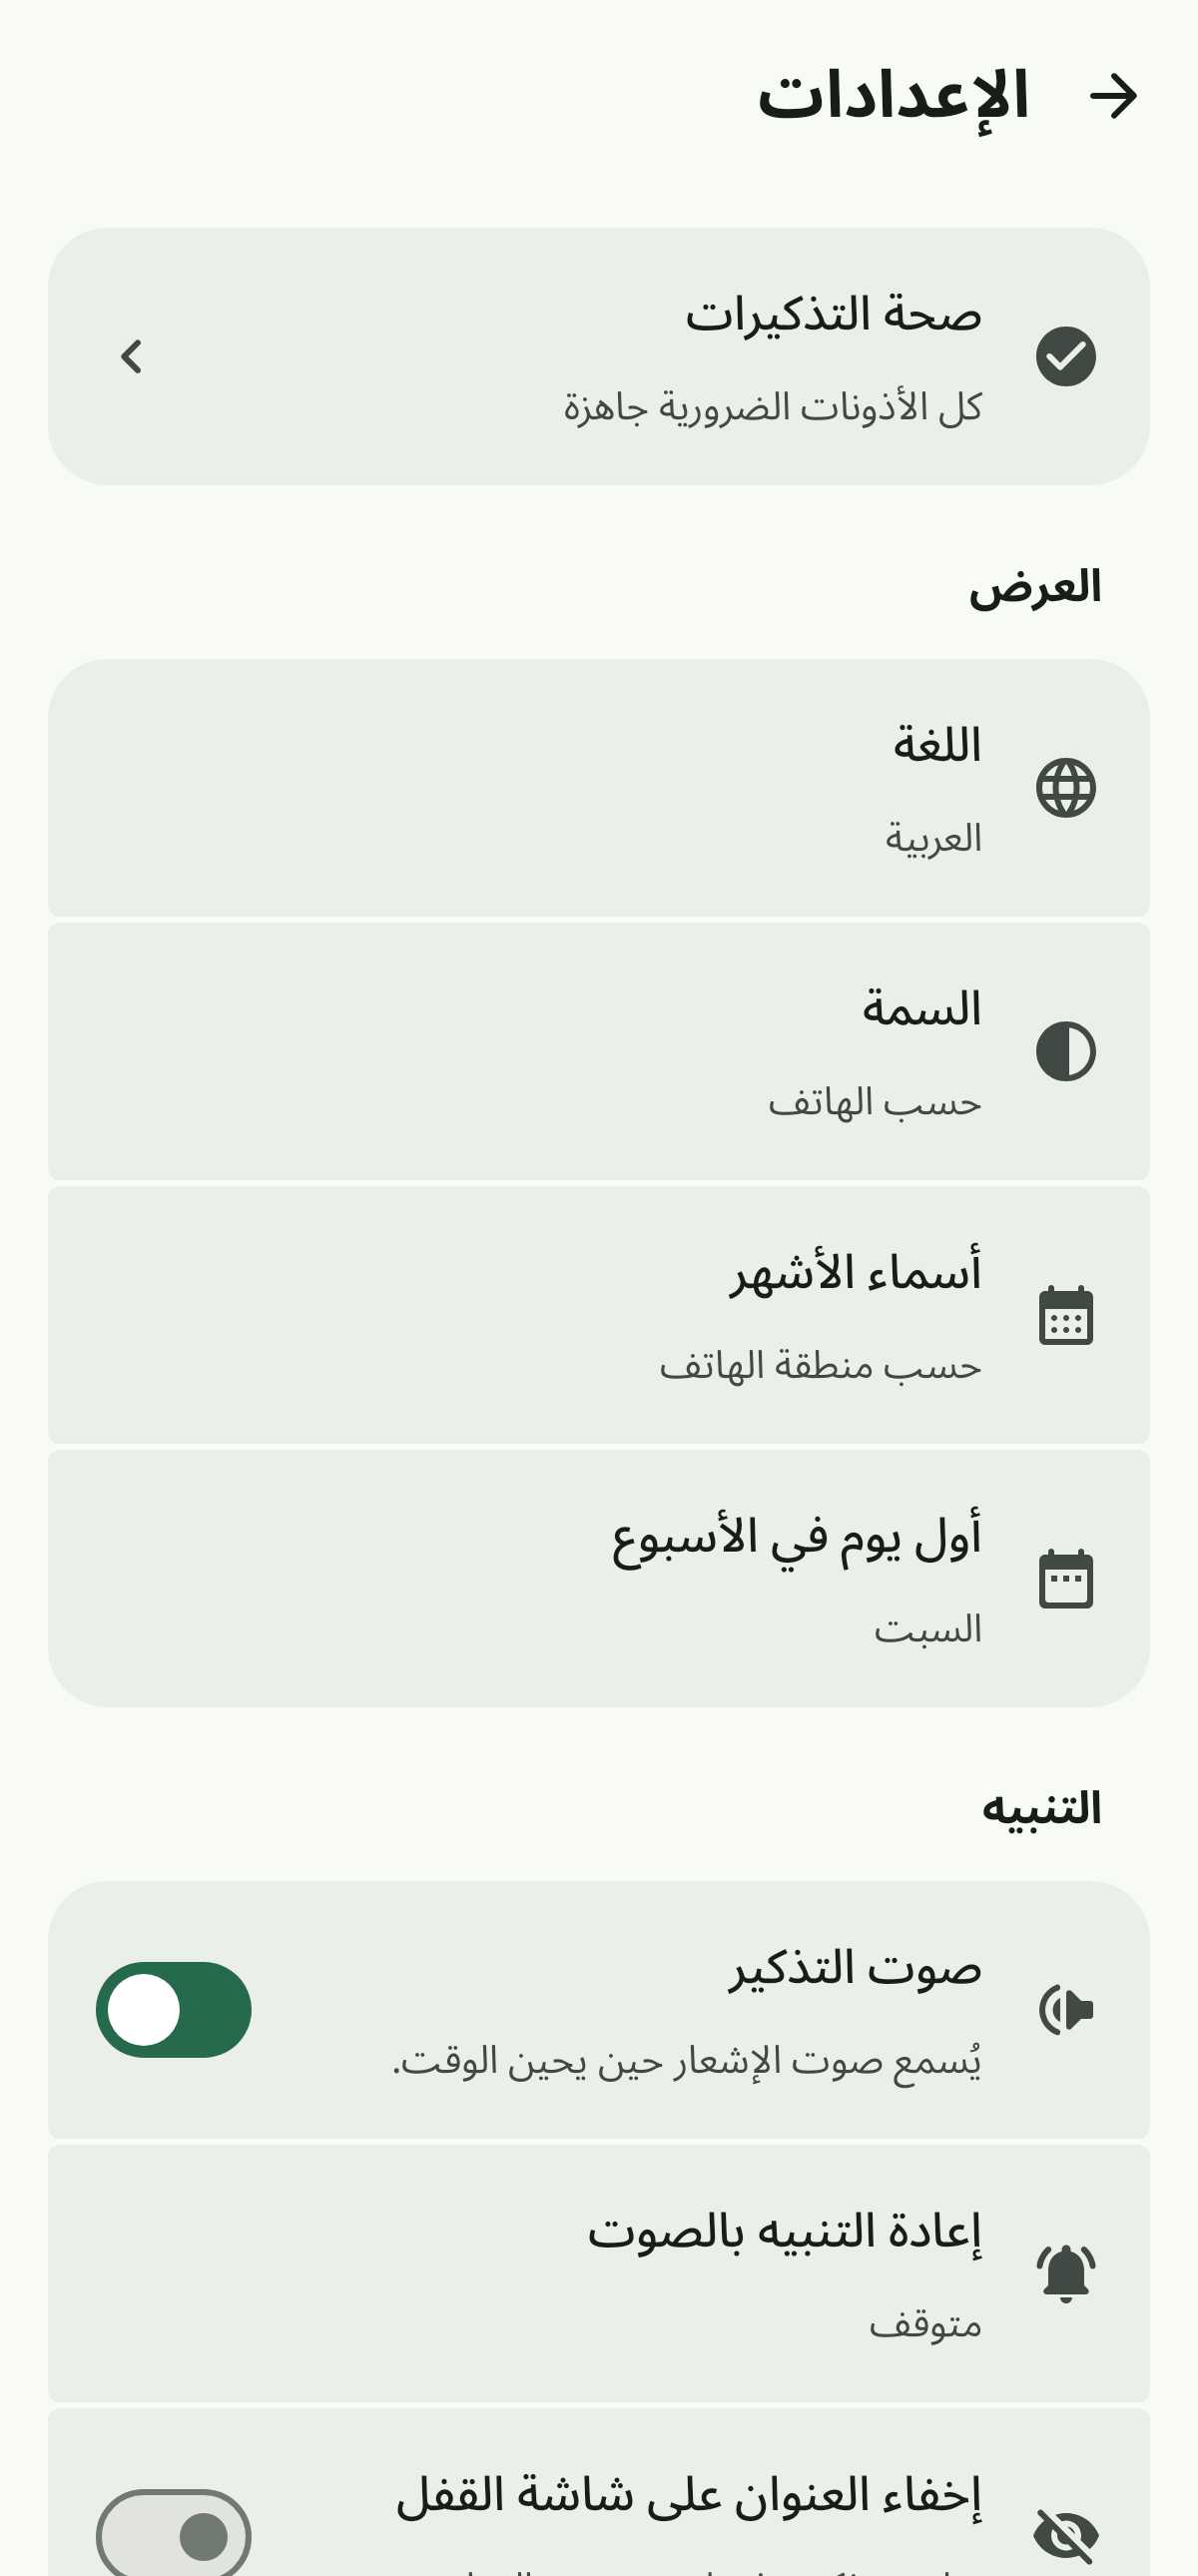 الإعدادات
صحة التذكيرات
كل الأذونات الضرورية جاهزة
العرض
اللغة
العربية
السمة
حسب الهاتف
أسماء الأشهر
حسب منطقة الهاتف
أول يوم في الأسبوع
السبت
التنبيه
صوت التذكير
يُسمع صوت الإشعار حين يحين الوقت.
إعادة التنبيه بالصوت
متوقف
إخفاء العنوان على شاشة القفل